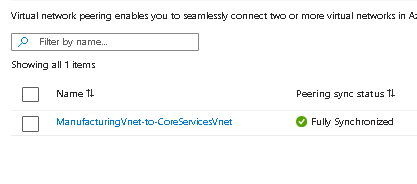 Virtual network peering enables you to seamlessly connect two or more virtual networks in Az
Filter by name...
Showing all 1 items
Name ↑↓ Peering sync status ↑↓
ManufacturingVnet-to-CoreServicesVnet Fully Synchronized